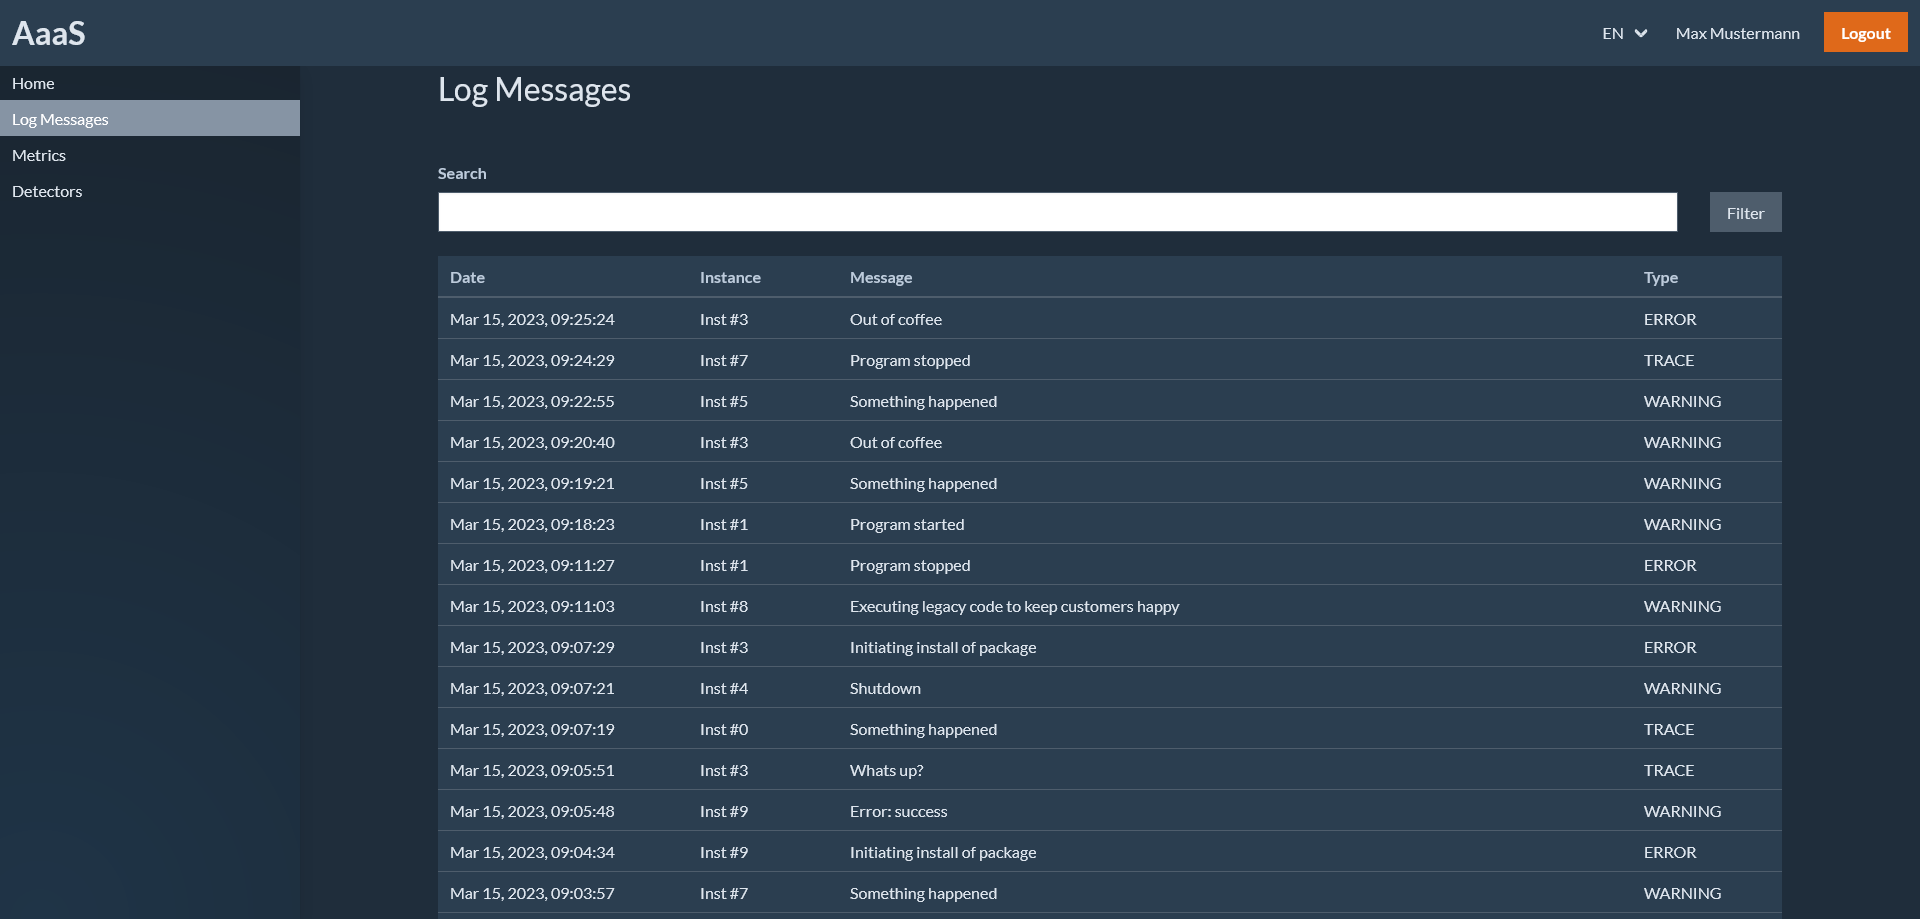 AaaS
EN Max Mustermann Logout
Home
Log Messages
Metrics
Detectors
Log Messages
Search
Filter
Date Instance Message Type
Mar 15, 2023, 09:25:24 Inst #3 Out of coffee ERROR
Mar 15, 2023, 09:24:29 Inst #7 Program stopped TRACE
Mar 15, 2023, 09:22:55 Inst #5 Something happened WARNING
Mar 15, 2023, 09:20:40 Inst #3 Out of coffee WARNING
Mar 15, 2023, 09:19:21 Inst #5 Something happened WARNING
Mar 15, 2023, 09:18:23 Inst #1 Program started WARNING
Mar 15, 2023, 09:11:27 Inst #1 Program stopped ERROR
Mar 15, 2023, 09:11:03 Inst #8 Executing legacy code to keep customers happy WARNING
Mar 15, 2023, 09:07:29 Inst #3 Initiating install of package ERROR
Mar 15, 2023, 09:07:21 Inst #4 Shutdown WARNING
Mar 15, 2023, 09:07:19 Inst #0 Something happened TRACE
Mar 15, 2023, 09:05:51 Inst #3 Whats up? TRACE
Mar 15, 2023, 09:05:48 Inst #9 Error: success WARNING
Mar 15, 2023, 09:04:34 Inst #9 Initiating install of package ERROR
Mar 15, 2023, 09:03:57 Inst #7 Something happened WARNING